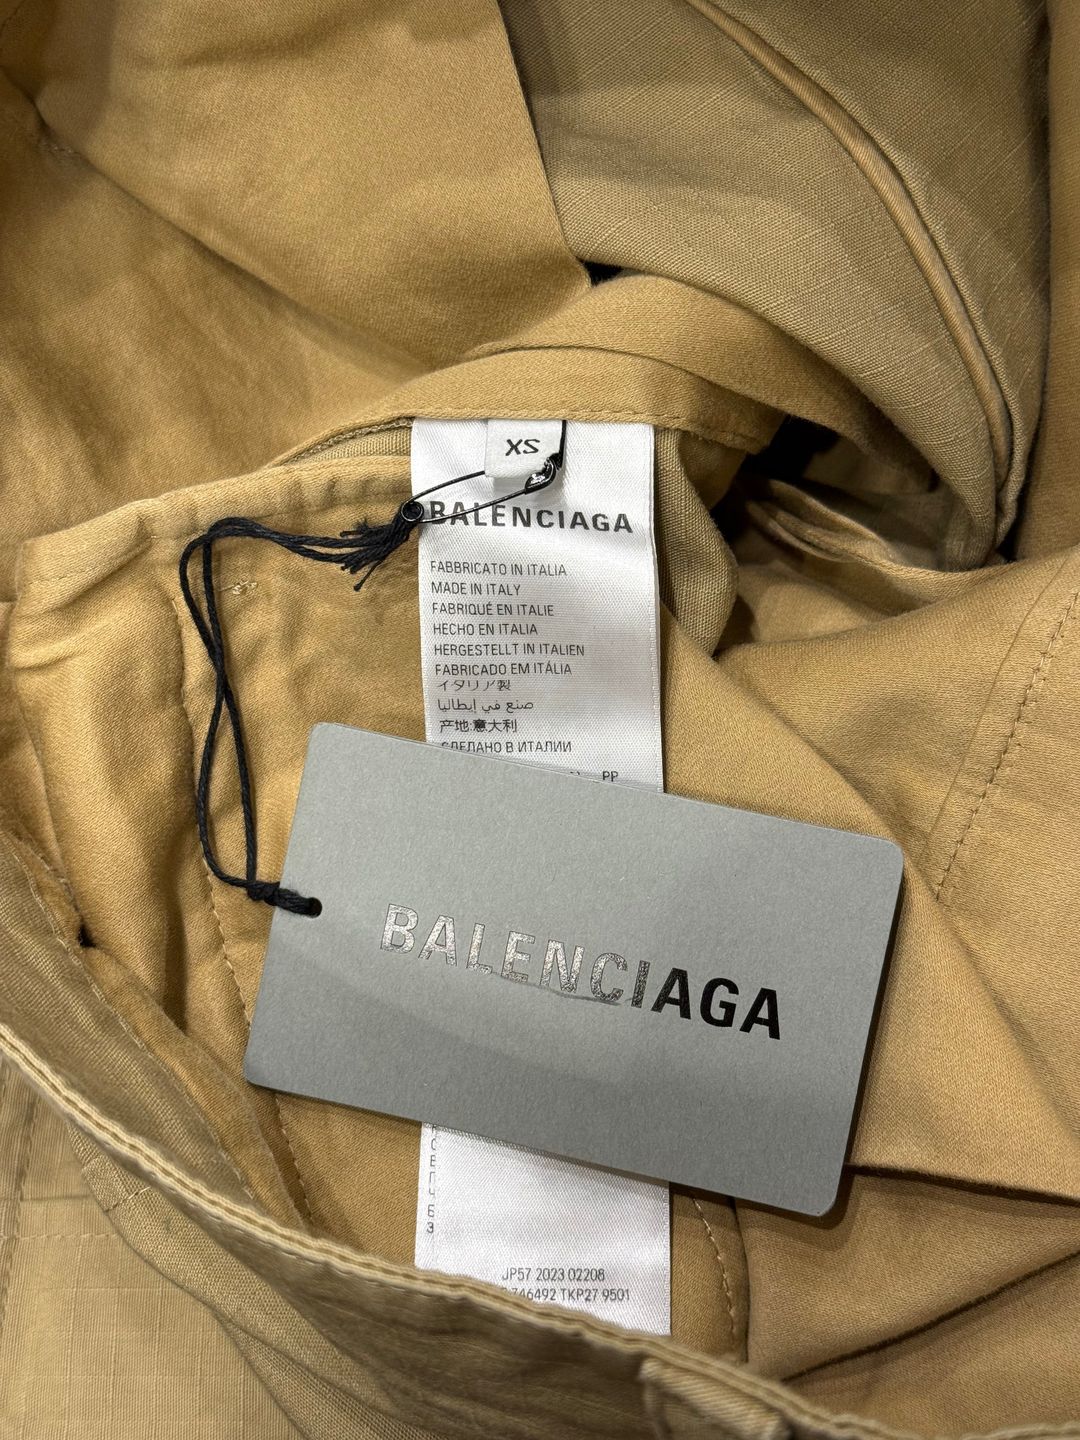 XS
BALENCIAGA
FABBRICATO IN ITALIA
MADE IN ITALY
FABRIQUÉ EN ITALIE
HECHO EN ITALIA
HERGESTELLT IN ITALIEN
FABRICADO EM ITÁLIA
イタリア製
صنع في إيطاليا
产地:意大利
СДЕЛАНО В ИТАЛИИ
PP
BALENCIAGA
JP57 2023 02208
746492 TKP27 9501